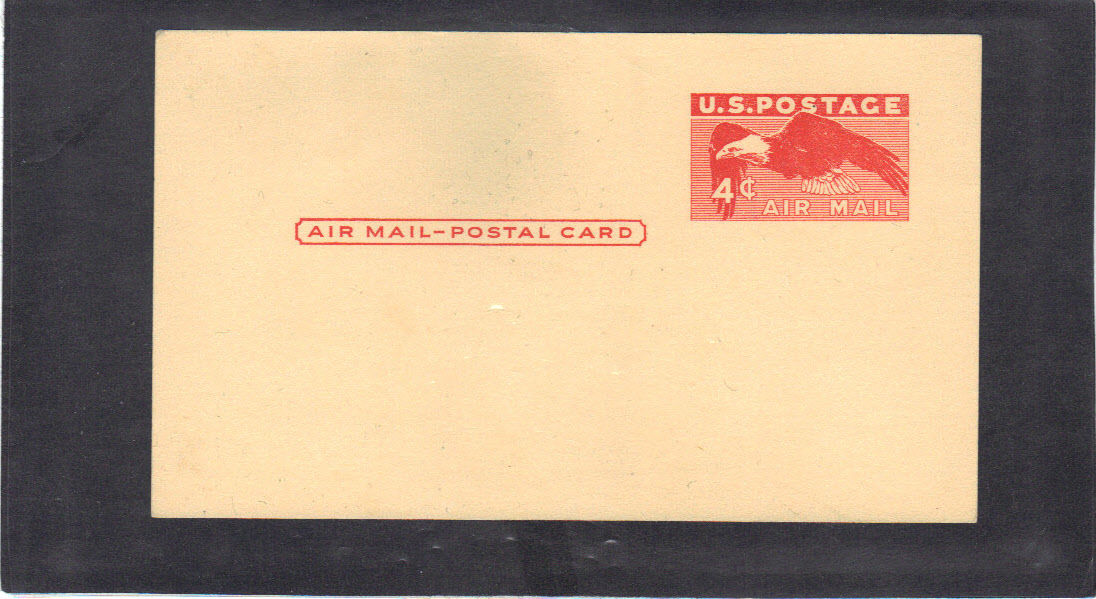 U.S.POSTAGE
4¢
AIR MAIL
AIR MAIL–POSTAL CARD